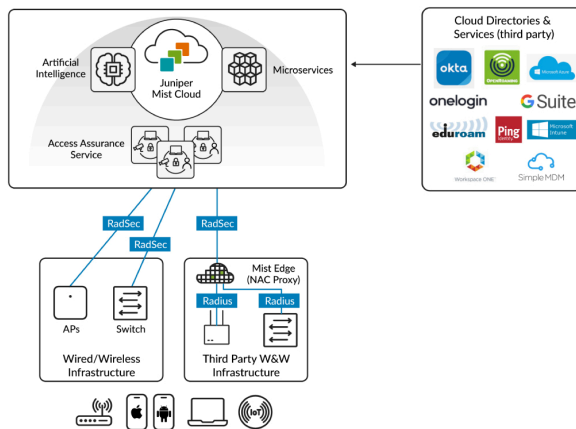 Artificial
Intelligence
Juniper
Mist Cloud
Microservices
Access Assurance
Service
Cloud Directories &
Services (third party)
okta
OpenRoaming
Microsoft Azure
onelogin
G Suite
eduroam
Ping
Identity
Microsoft
Intune
Workspace ONE
SimpleMDM
RadSec
RadSec
RadSec
Mist Edge
(NAC Proxy)
Radius
Radius
APs
Switch
Wired/Wireless
Infrastructure
Third Party W&W
Infrastructure
IoT